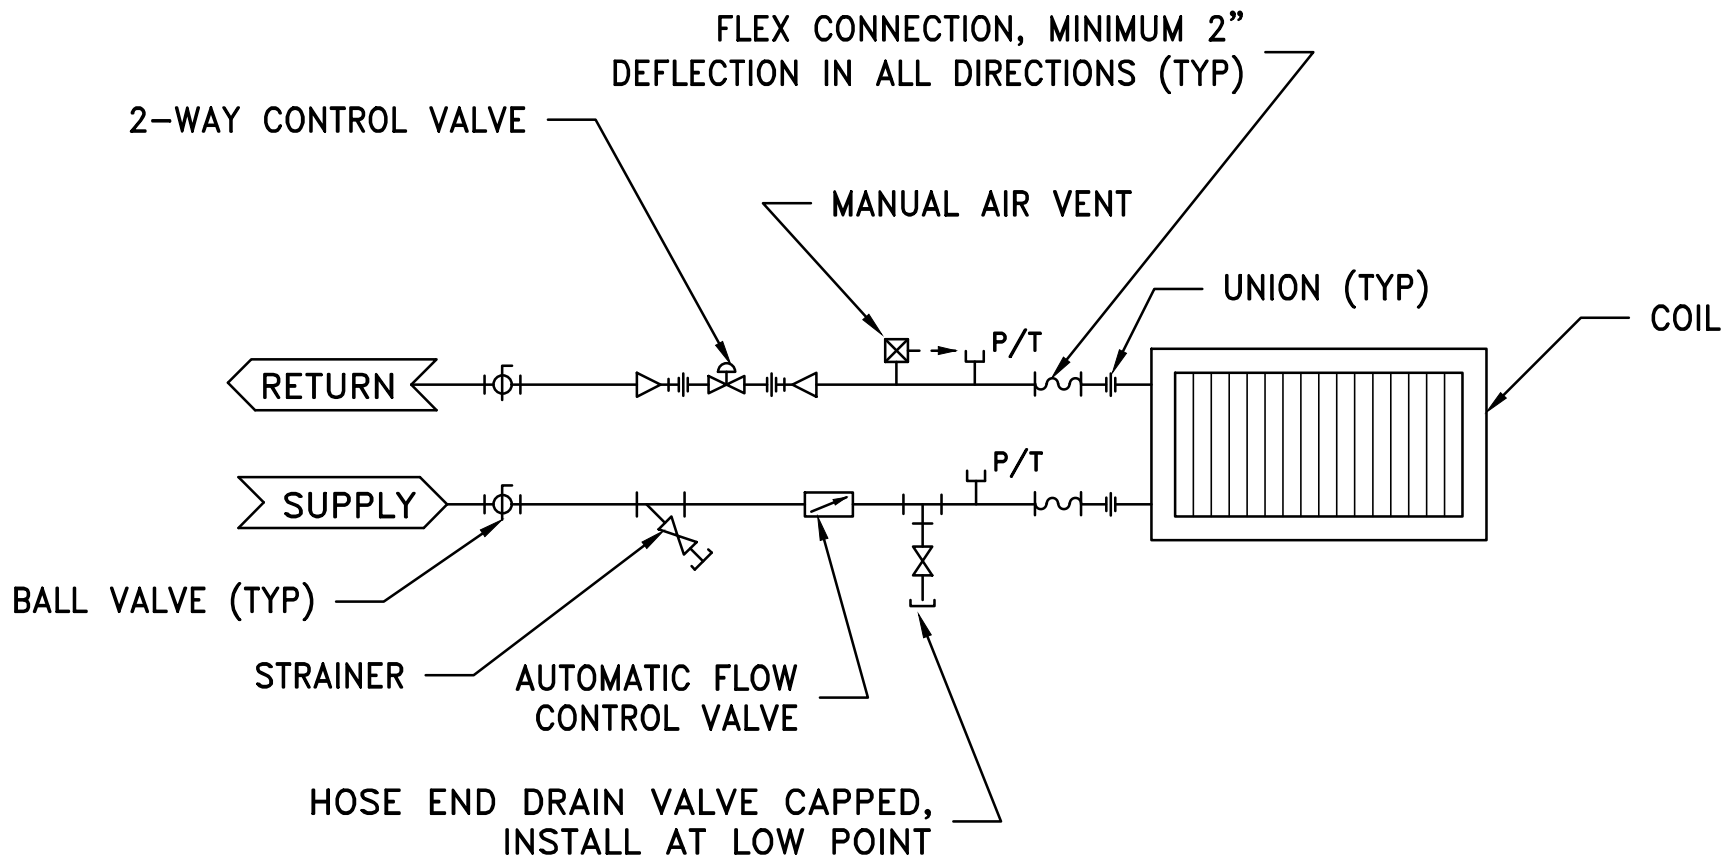 FLEX CONNECTION, MINIMUM 2”
DEFLECTION IN ALL DIRECTIONS (TYP)
2-WAY CONTROL VALVE
MANUAL AIR VENT
UNION (TYP)
COIL
P/T
RETURN
P/T
SUPPLY
BALL VALVE (TYP)
STRAINER
AUTOMATIC FLOW
CONTROL VALVE
HOSE END DRAIN VALVE CAPPED,
INSTALL AT LOW POINT